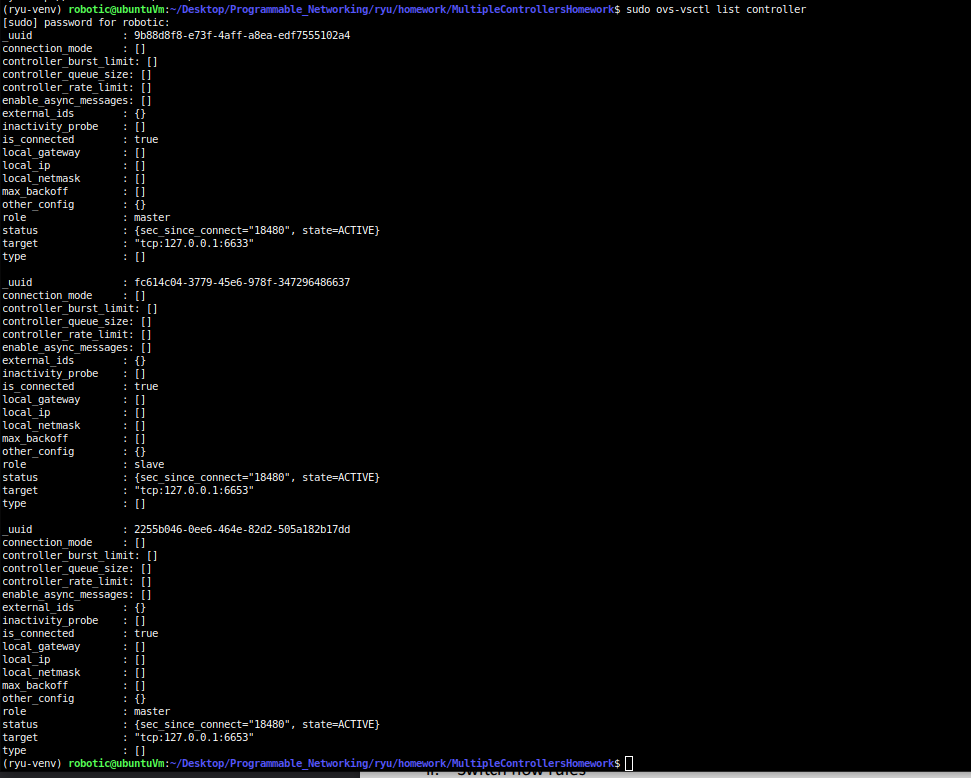 (ryu-venv) robotic@ubuntuVm:~/Desktop/Programmable_Networking/ryu/homework/MultipleControllersHomework$ sudo ovs-vsctl list controller
[sudo] password for robotic:
_uuid               : 9b88d8f8-e73f-4aff-a8ea-edf7555102a4
connection_mode     : []
controller_burst_limit: []
controller_queue_size: []
controller_rate_limit: []
enable_async_messages: []
external_ids        : {}
inactivity_probe    : []
is_connected        : true
local_gateway       : []
local_ip            : []
local_netmask       : []
max_backoff         : []
other_config        : {}
role                : master
status              : {sec_since_connect="18480", state=ACTIVE}
target              : "tcp:127.0.0.1:6633"
type                : []

_uuid               : fc614c04-3779-45e6-978f-347296486637
connection_mode     : []
controller_burst_limit: []
controller_queue_size: []
controller_rate_limit: []
enable_async_messages: []
external_ids        : {}
inactivity_probe    : []
is_connected        : true
local_gateway       : []
local_ip            : []
local_netmask       : []
max_backoff         : []
other_config        : {}
role                : slave
status              : {sec_since_connect="18480", state=ACTIVE}
target              : "tcp:127.0.0.1:6653"
type                : []

_uuid               : 2255b046-0ee6-464e-82d2-505a182b17dd
connection_mode     : []
controller_burst_limit: []
controller_queue_size: []
controller_rate_limit: []
enable_async_messages: []
external_ids        : {}
inactivity_probe    : []
is_connected        : true
local_gateway       : []
local_ip            : []
local_netmask       : []
max_backoff         : []
other_config        : {}
role                : master
status              : {sec_since_connect="18480", state=ACTIVE}
target              : "tcp:127.0.0.1:6653"
type                : []
(ryu-venv) robotic@ubuntuVm:~/Desktop/Programmable_Networking/ryu/homework/MultipleControllersHomework$
Switch flow rules